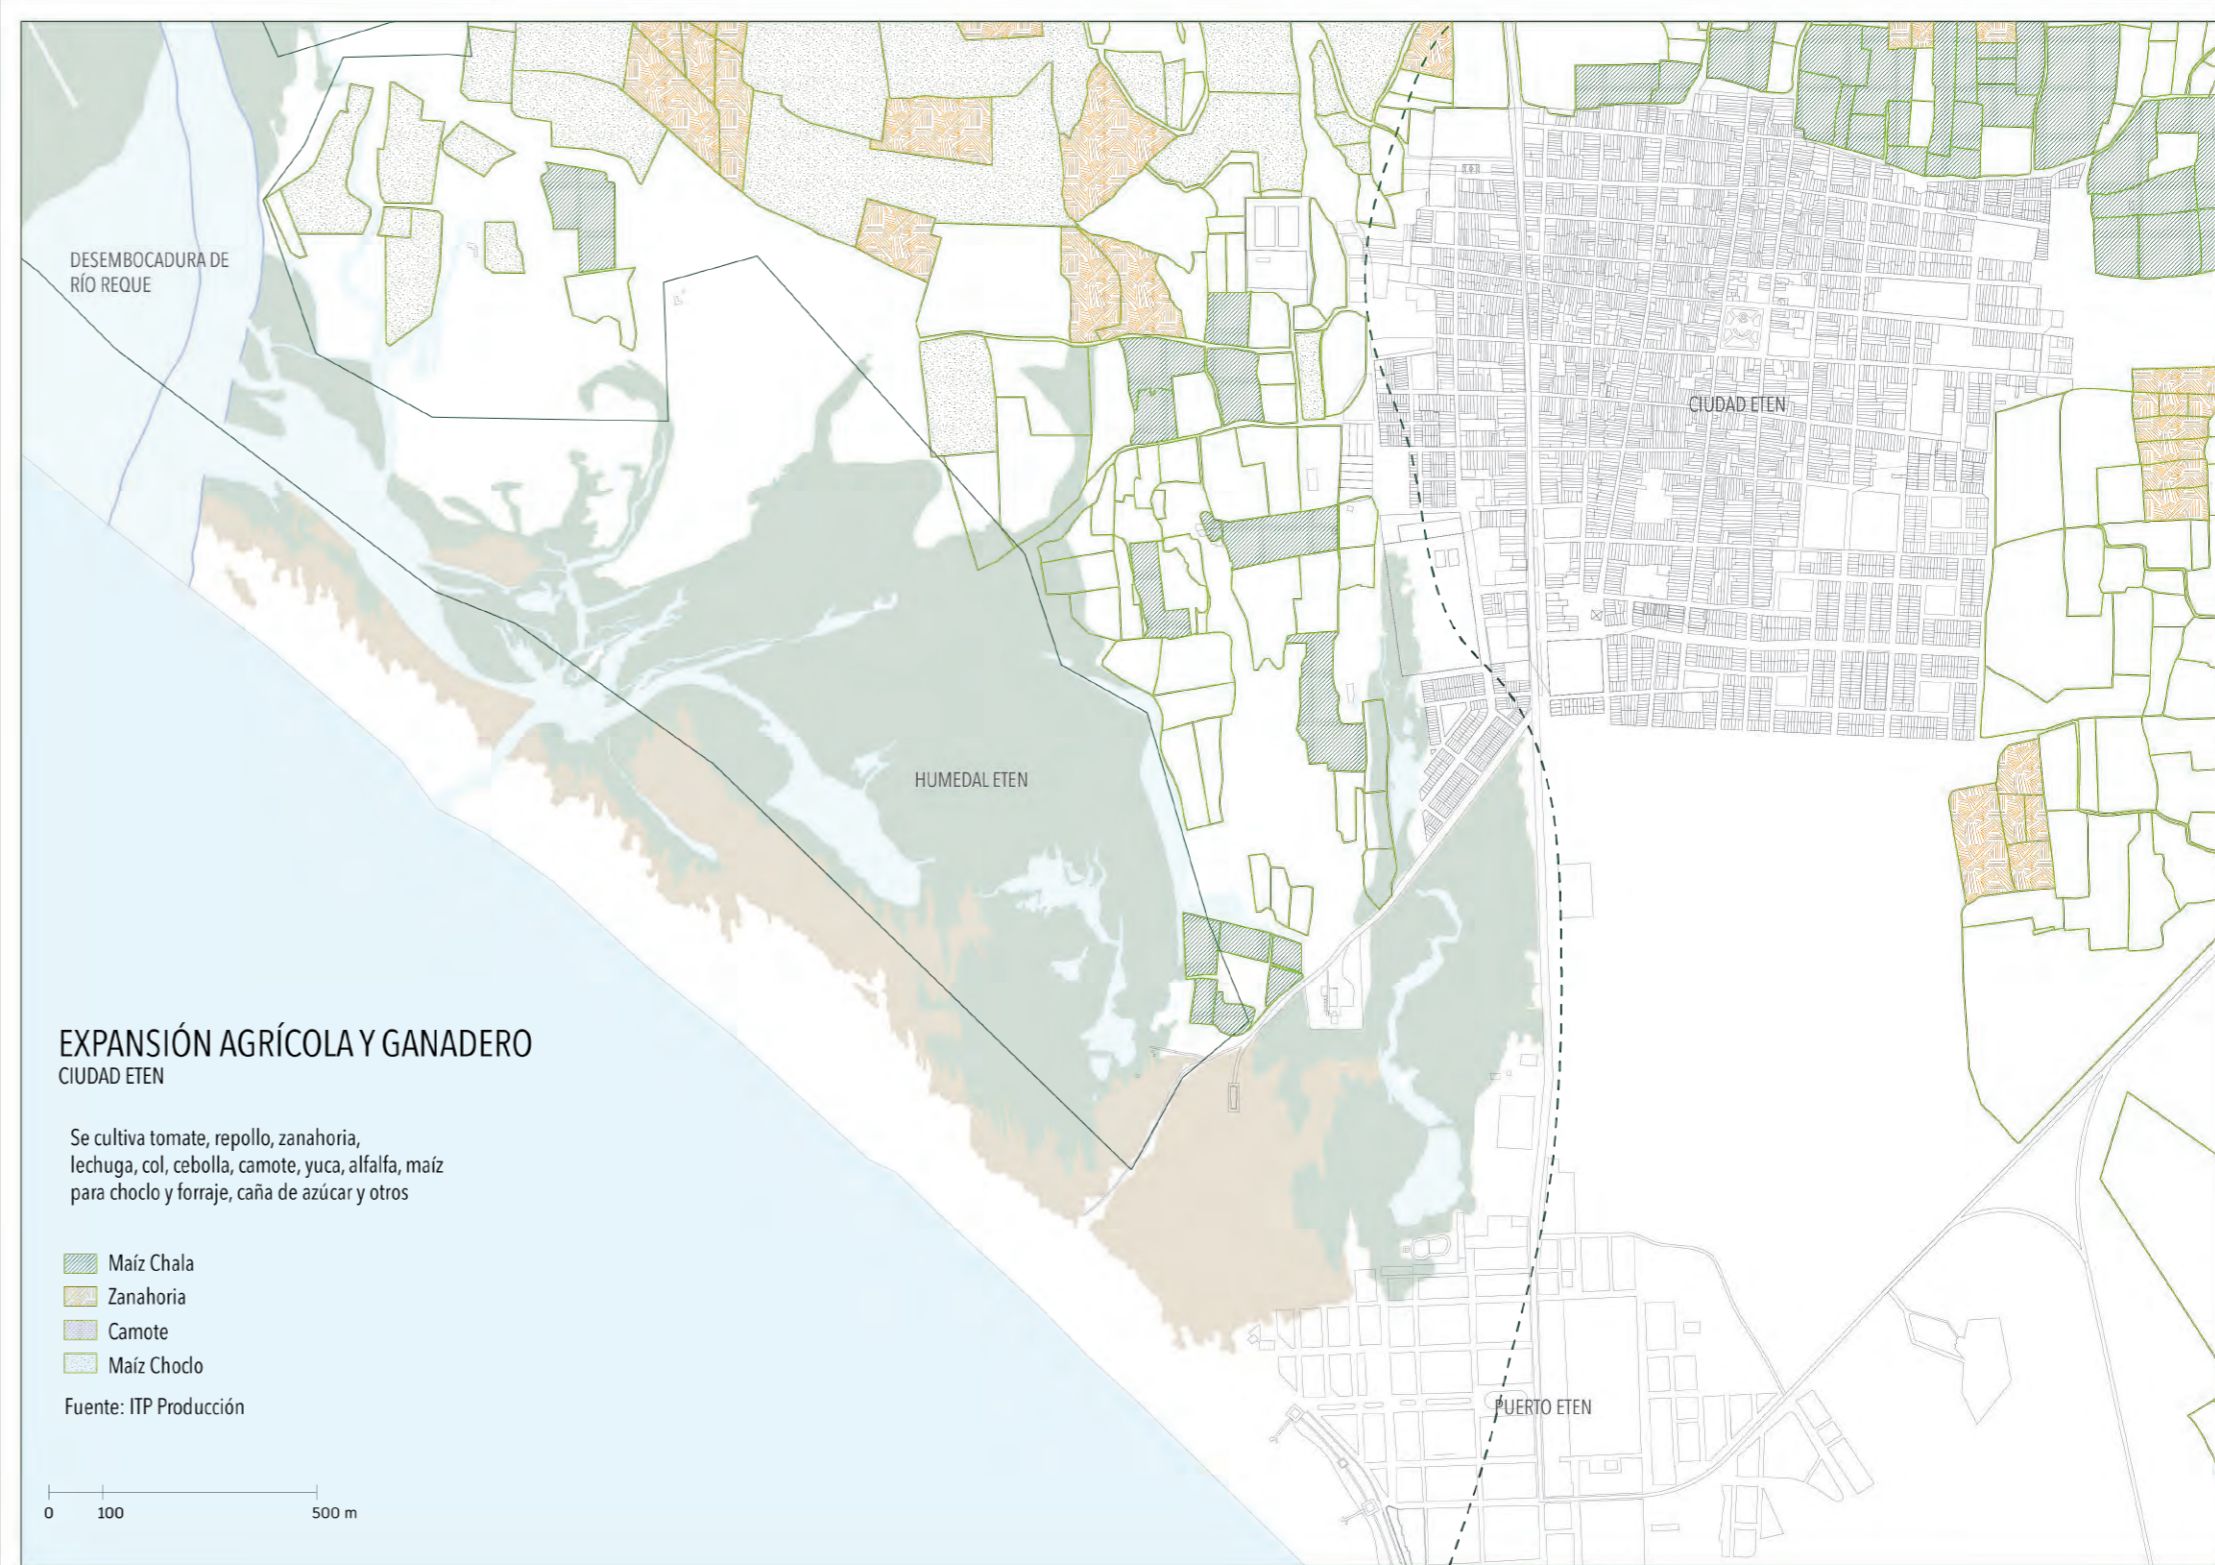 DESEMBOCADURA DE
RÍO REQUE
CIUDAD ETEN
HUMEDAL ETEN
EXPANSIÓN AGRÍCOLA Y GANADERO
CIUDAD ETEN
Se cultiva tomate, repollo, zanahoria,
lechuga, col, cebolla, camote, yuca, alfalfa, maíz
para choclo y forraje, caña de azúcar y otros
Maíz Chala
Zanahoria
Camote
Maíz Choclo
Fuente: ITP Producción
PUERTO ETEN
0 100 500 m